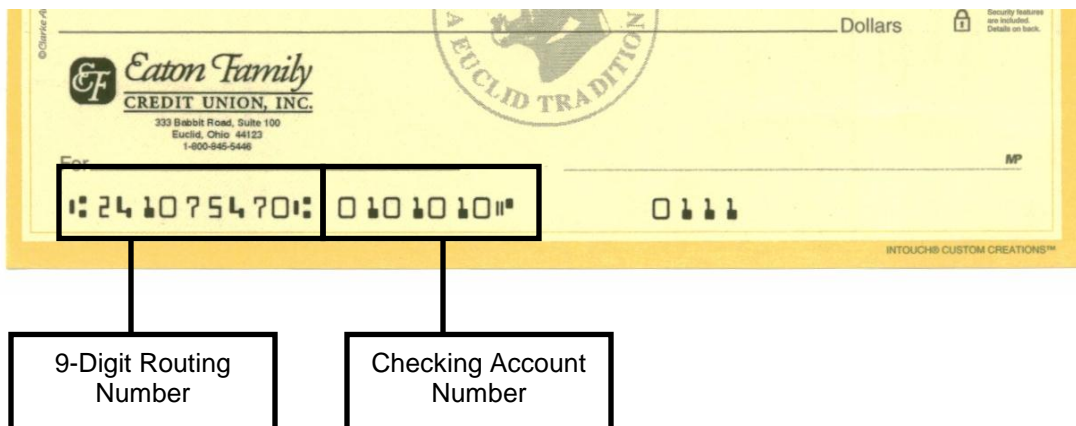 ©Clarke A
Dollars
Security features
are included.
Details on back.
EF
Eaton Family
CREDIT UNION, INC.
333 Babbit Road, Suite 100
Euclid, Ohio 44123
1-800-845-5446
A EUCLID TRADITION
For
MP
⑆241075470⑆ 0101010⑈ 0111
INTOUCH® CUSTOM CREATIONS™
9-Digit Routing
Number
Checking Account
Number